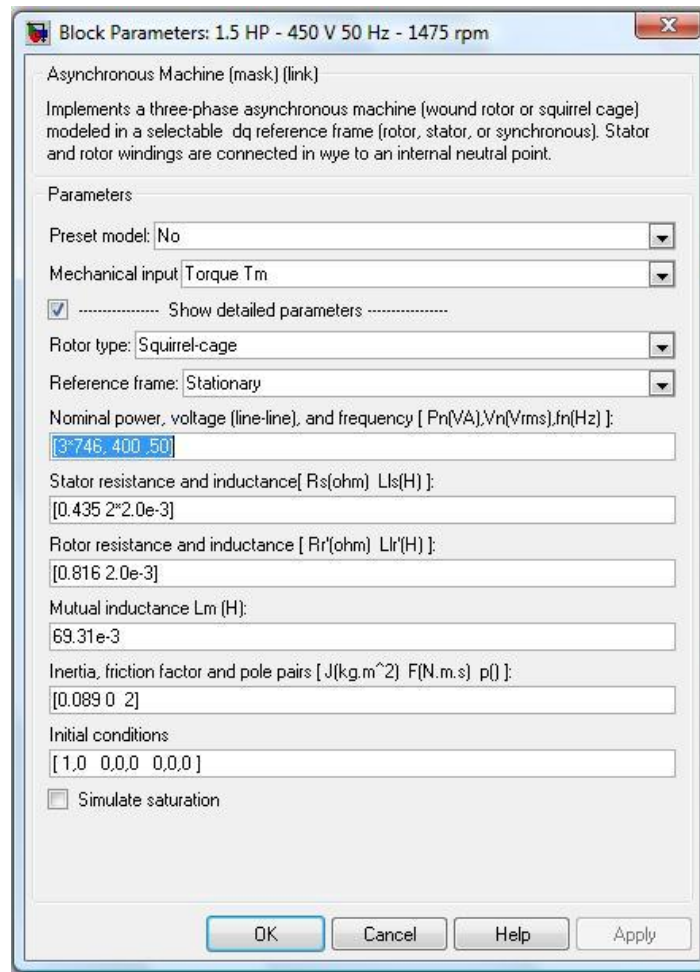 Block Parameters: 1.5 HP - 450 V 50 Hz - 1475 rpm
Asynchronous Machine (mask) (link)
Implements a three-phase asynchronous machine (wound rotor or squirrel cage)
modeled in a selectable dq reference frame (rotor, stator, or synchronous). Stator
and rotor windings are connected in wye to an internal neutral point.
Parameters
Preset model: No
Mechanical input Torque Tm
---------------- Show detailed parameters ----------------
Rotor type: Squirrel-cage
Reference frame: Stationary
Nominal power, voltage (line-line), and frequency [ Pn(VA),Vn(Vrms),fn(Hz) ]:
[3*746, 400 ,50]
Stator resistance and inductance[ Rs(ohm) Lls(H) ]:
[0.435 2*2.0e-3]
Rotor resistance and inductance [ Rr'(ohm) Llr'(H) ]:
[0.816 2.0e-3]
Mutual inductance Lm (H):
69.31e-3
Inertia, friction factor and pole pairs [ J(kg.m^2) F(N.m.s) p() ]:
[0.089 0 2]
Initial conditions
[ 1,0 0,0,0 0,0,0 ]
Simulate saturation
OK Cancel Help Apply